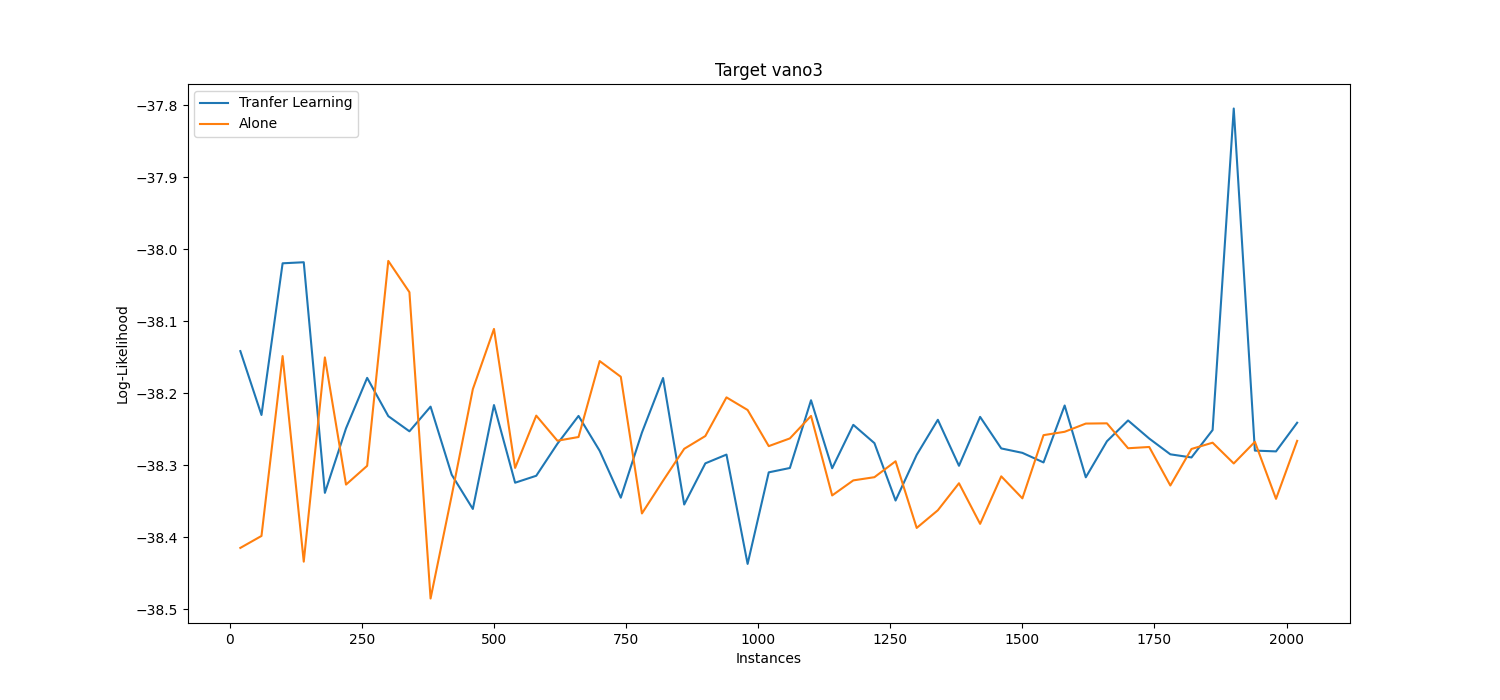 Target vano3
Tranfer Learning
Alone
−37.8
−37.9
−38.0
−38.1
−38.2
−38.3
−38.4
−38.5
Log-Likelihood
0 250 500 750 1000 1250 1500 1750 2000
Instances